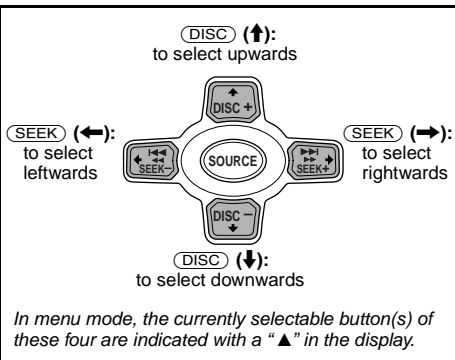 DISC (↑):
to select upwards
DISC +
SEEK (←):
to select
leftwards
SEEK–
SOURCE
SEEK+
SEEK (→):
to select
rightwards
DISC –
DISC (↓):
to select downwards
In menu mode, the currently selectable button(s) of
these four are indicated with a “▲” in the display.